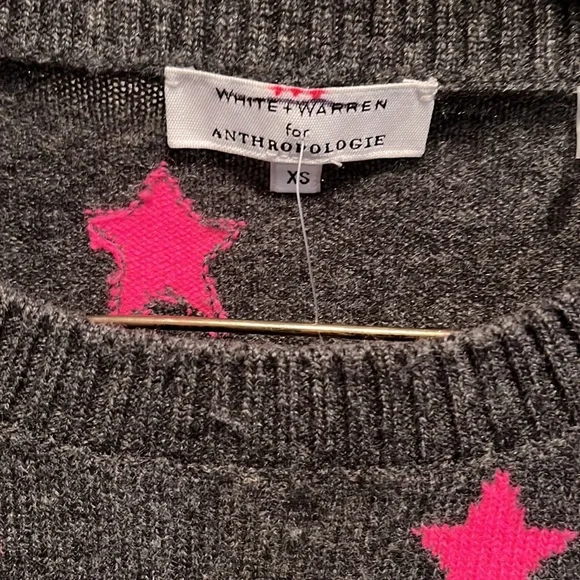 WHITE + WARREN
for
ANTHROPOLOGIE
XS